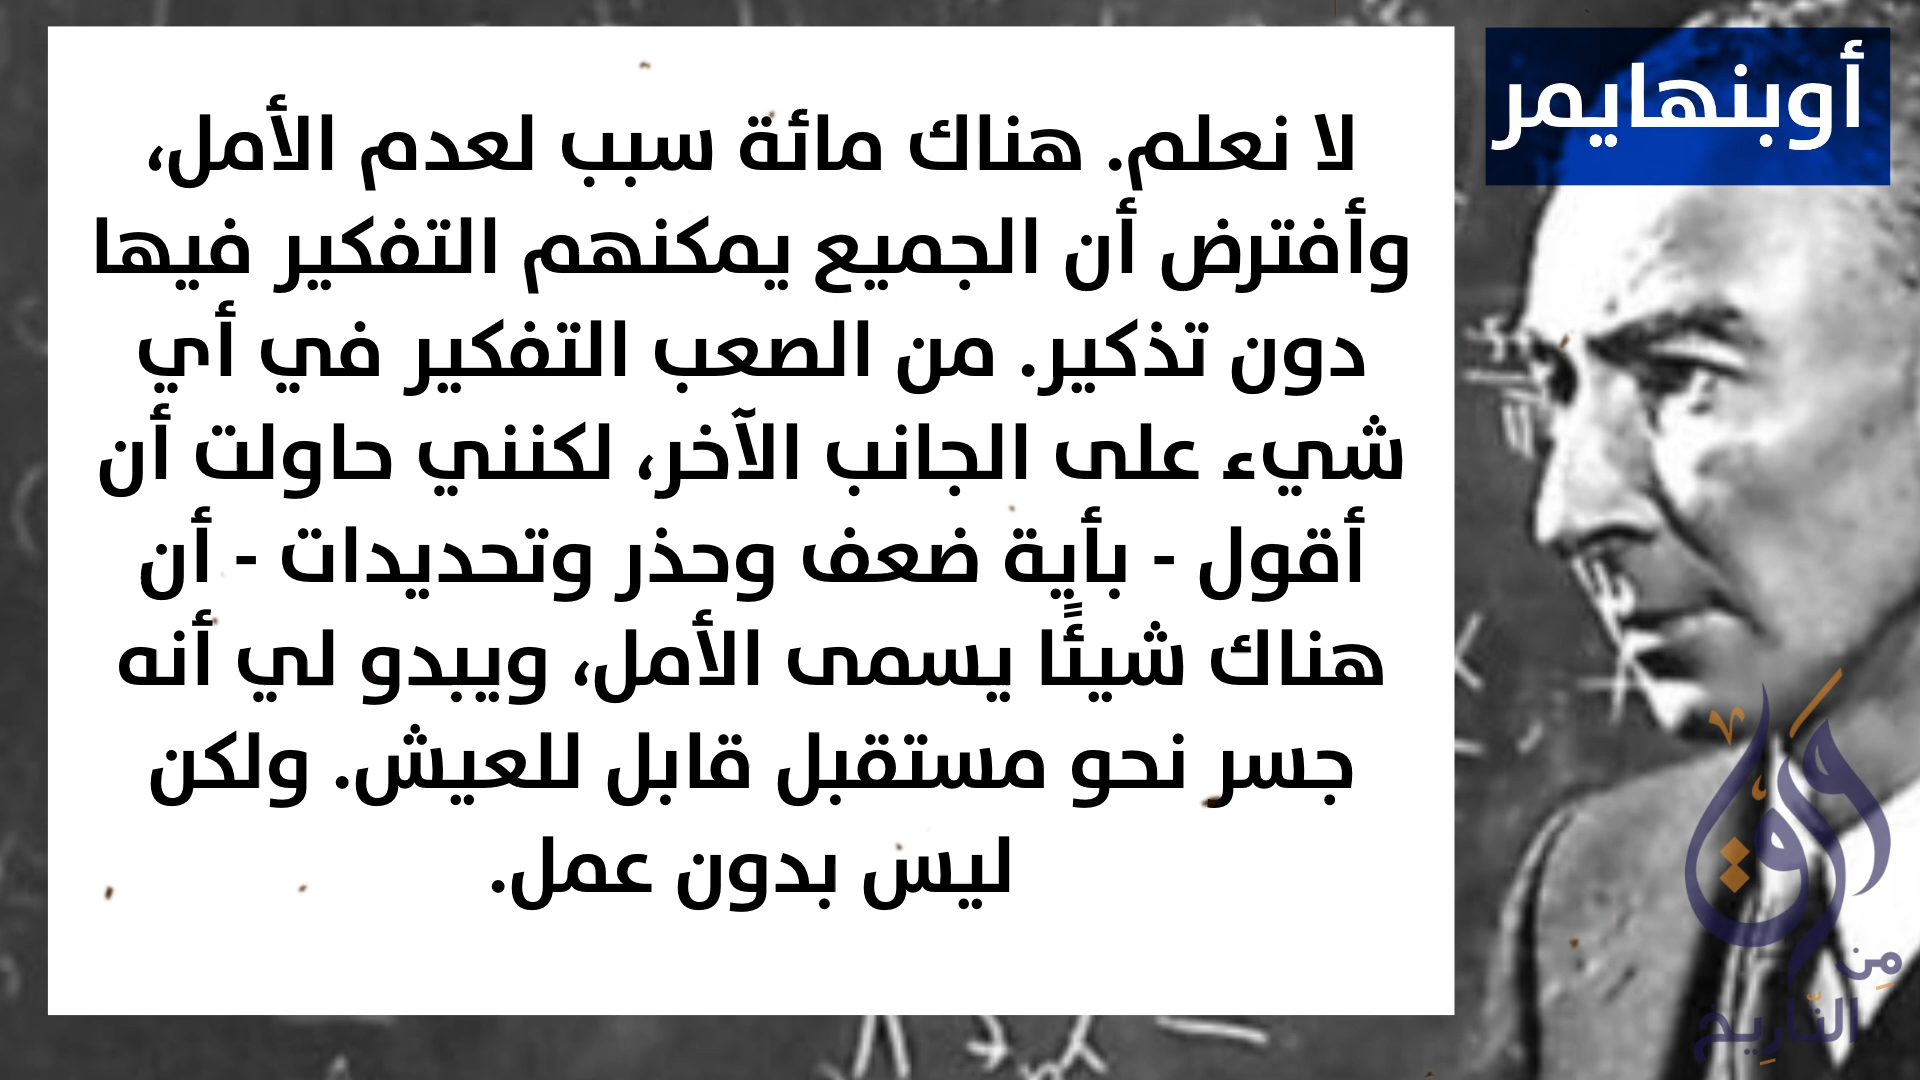 أوبنهايمر
لا نعلم. هناك مائة سبب لعدم الأمل،
وأفترض أن الجميع يمكنهم التفكير فيها
دون تذكير. من الصعب التفكير في أي
شيء على الجانب الآخر، لكنني حاولت أن
أقول - بأية ضعف وحذر وتحديدات - أن
هناك شيئًا يسمى الأمل، ويبدو لي أنه
جسر نحو مستقبل قابل للعيش. ولكن
ليس بدون عمل.
مِن
التّارِيخ